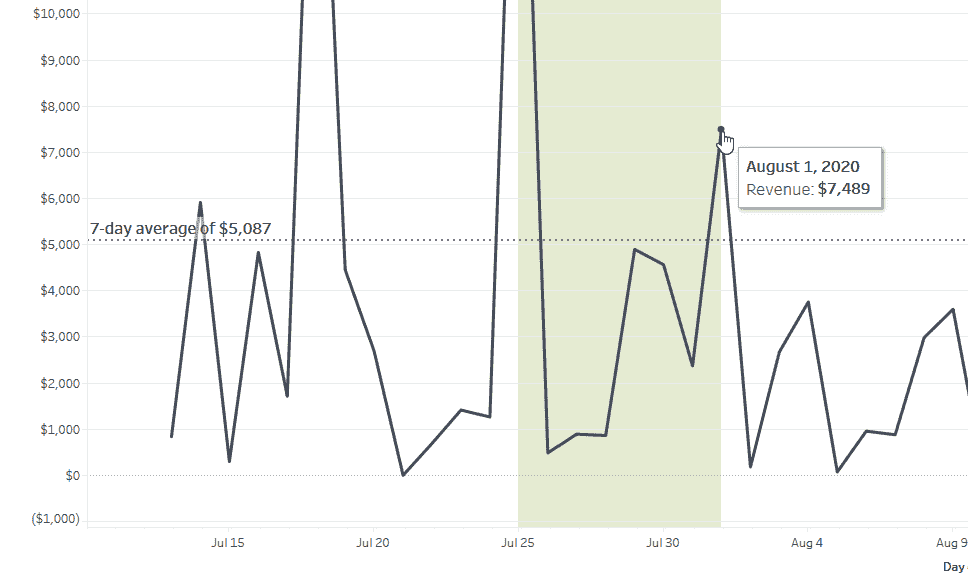 $10,000
$9,000
$8,000
$7,000
August 1, 2020
Revenue: $7,489
$6,000
7-day average of $5,087
$5,000
$4,000
$3,000
$2,000
$1,000
$0
($1,000)
Jul 15 Jul 20 Jul 25 Jul 30 Aug 4 Aug 9
Day